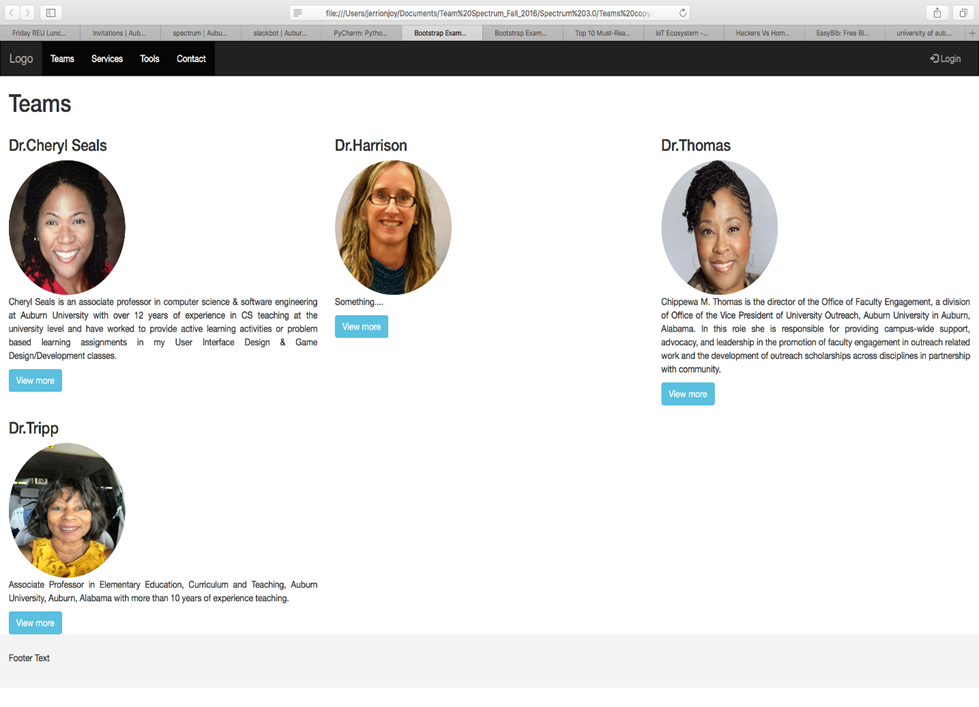 file:///Users/jerrionjoy/Documents/Team%20Spectrum_Fall_2016/Spectrum%203.0/Teams%20copy.
Friday REU Lunc... Invitations | Aub... spectrum | Aubu... slackbot | Aubur... PyCharm: Pytho... Bootstrap Exam... Bootstrap Exam... Top 10 Must-Rea... IoT Ecosystem -... Hackers Vs Hom... EasyBib: Free Bi... university of aub...
Logo Teams Services Tools Contact Login
Teams
Dr.Cheryl Seals
Cheryl Seals is an associate professor in computer science & software engineering
at Auburn University with over 12 years of experience in CS teaching at the
university level and have worked to provide active learning activities or problem
based learning assignments in my User Interface Design & Game
Design/Development classes.
View more
Dr.Harrison
Something....
View more
Dr.Thomas
Chippewa M. Thomas is the director of the Office of Faculty Engagement, a division
of Office of the Vice President of University Outreach, Auburn University in Auburn,
Alabama. In this role she is responsible for providing campus-wide support,
advocacy, and leadership in the promotion of faculty engagement in outreach related
work and the development of outreach scholarships across disciplines in partnership
with community.
View more
Dr.Tripp
Associate Professor in Elementary Education, Curriculum and Teaching, Auburn
University, Auburn, Alabama with more than 10 years of experience teaching.
View more
Footer Text